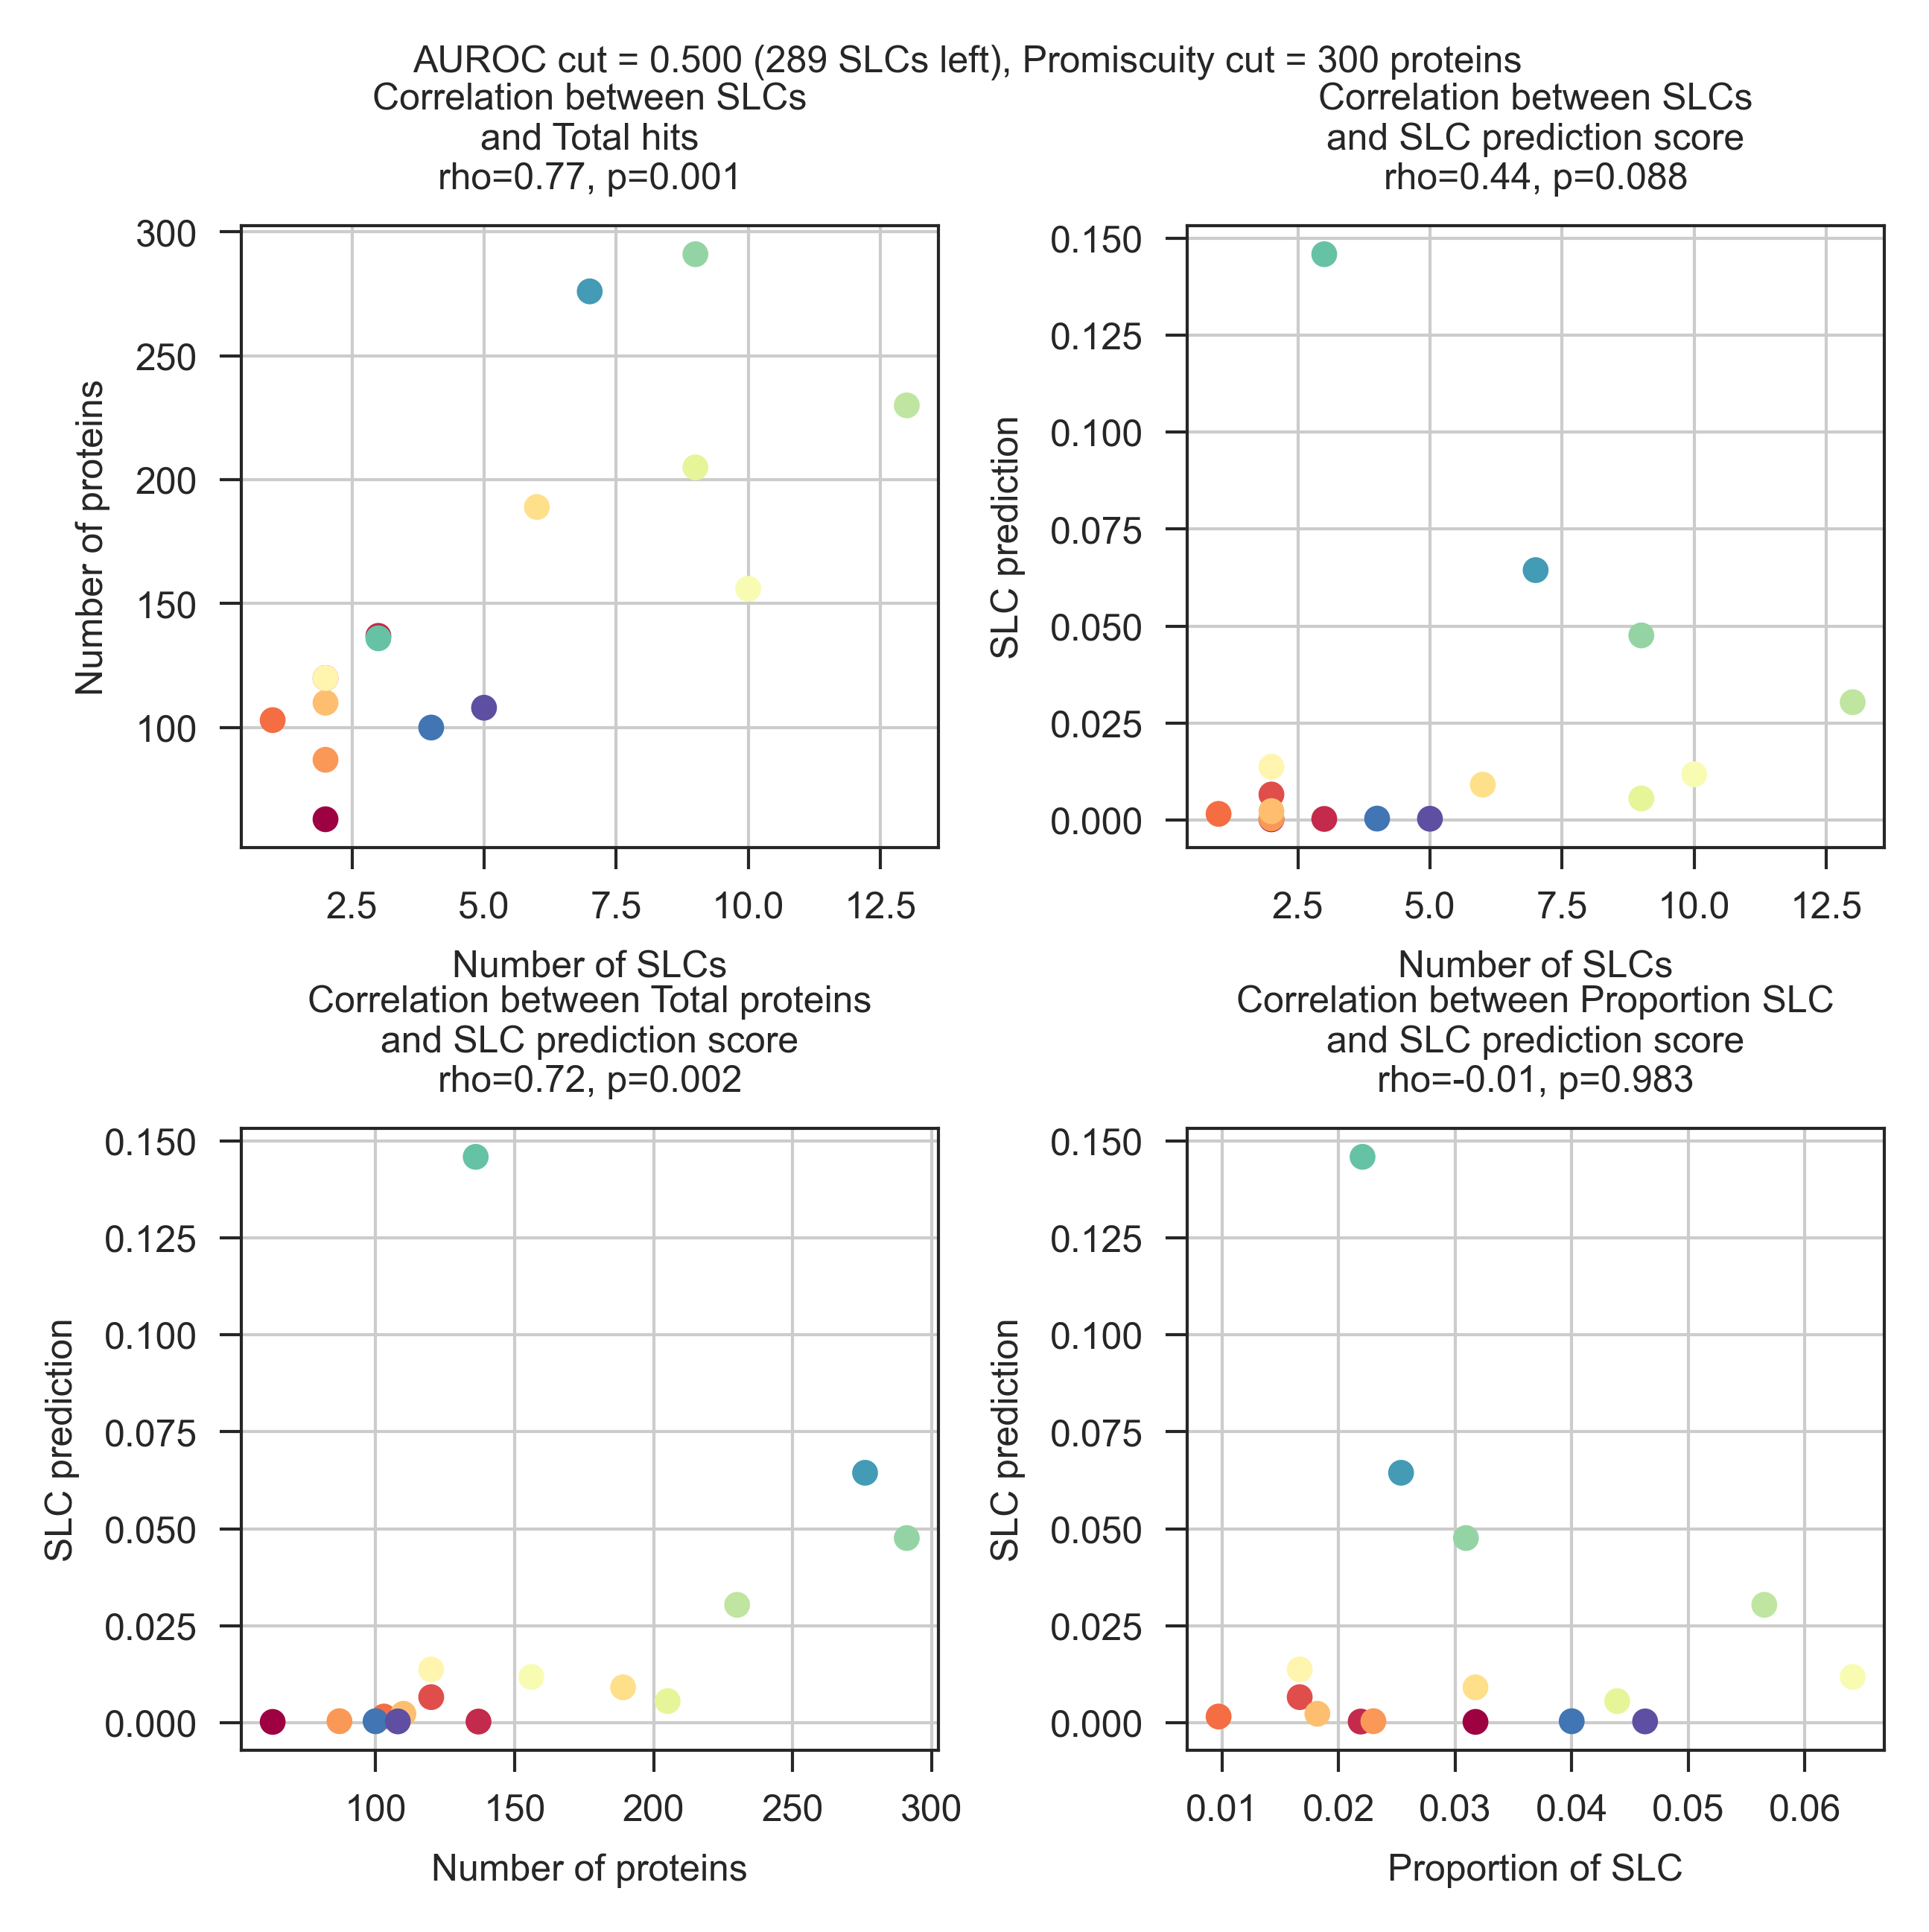 AUROC cut = 0.500 (289 SLCs left), Promiscuity cut = 300 proteins
Correlation between SLCs
and Total hits
rho=0.77, p=0.001
300
250
200
150
100
Number of proteins
2.5 5.0 7.5 10.0 12.5
Number of SLCs
Correlation between SLCs
and SLC prediction score
rho=0.44, p=0.088
0.150
0.125
0.100
0.075
0.050
0.025
0.000
SLC prediction
2.5 5.0 7.5 10.0 12.5
Number of SLCs
Correlation between Total proteins
and SLC prediction score
rho=0.72, p=0.002
0.150
0.125
0.100
0.075
0.050
0.025
0.000
SLC prediction
100 150 200 250 300
Number of proteins
Correlation between Proportion SLC
and SLC prediction score
rho=-0.01, p=0.983
0.150
0.125
0.100
0.075
0.050
0.025
0.000
SLC prediction
0.01 0.02 0.03 0.04 0.05 0.06
Proportion of SLC